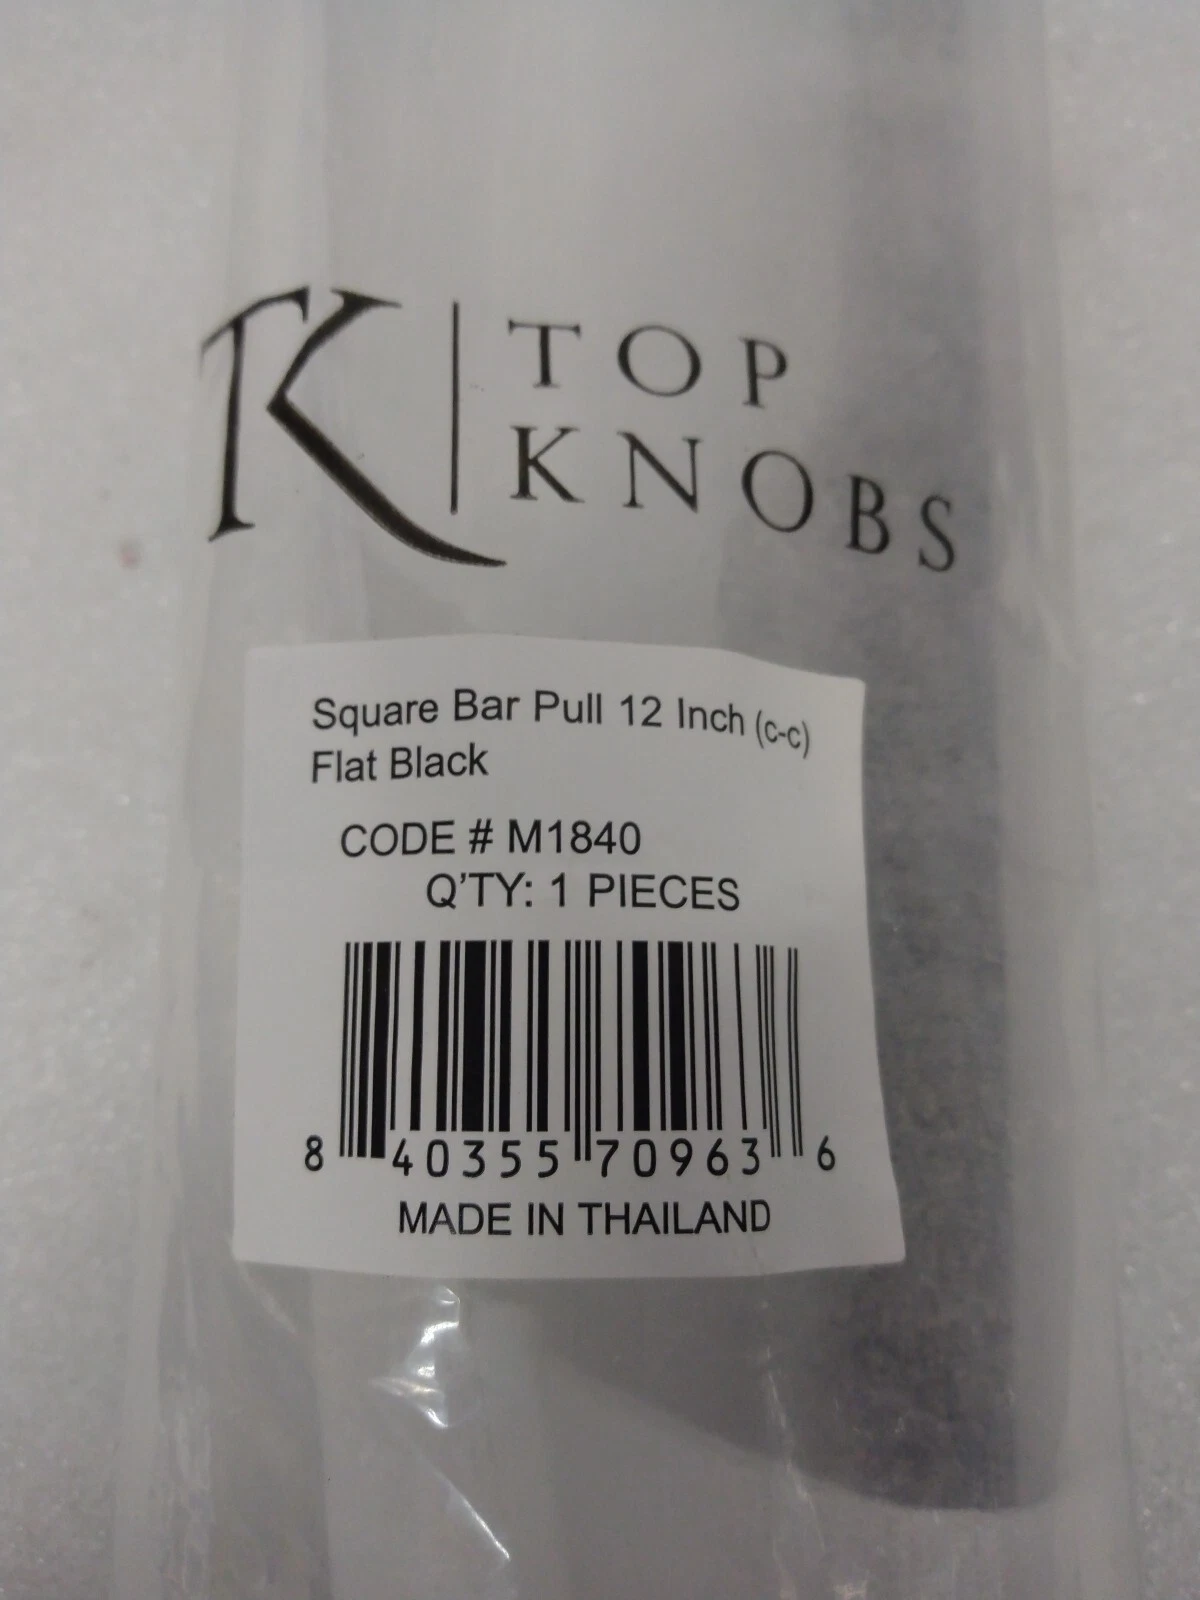 TK
TOP
KNOBS
Square Bar Pull 12 Inch (c-c)
Flat Black
CODE # M1840
Q'TY: 1 PIECES
8 40355 70963 6
MADE IN THAILAND